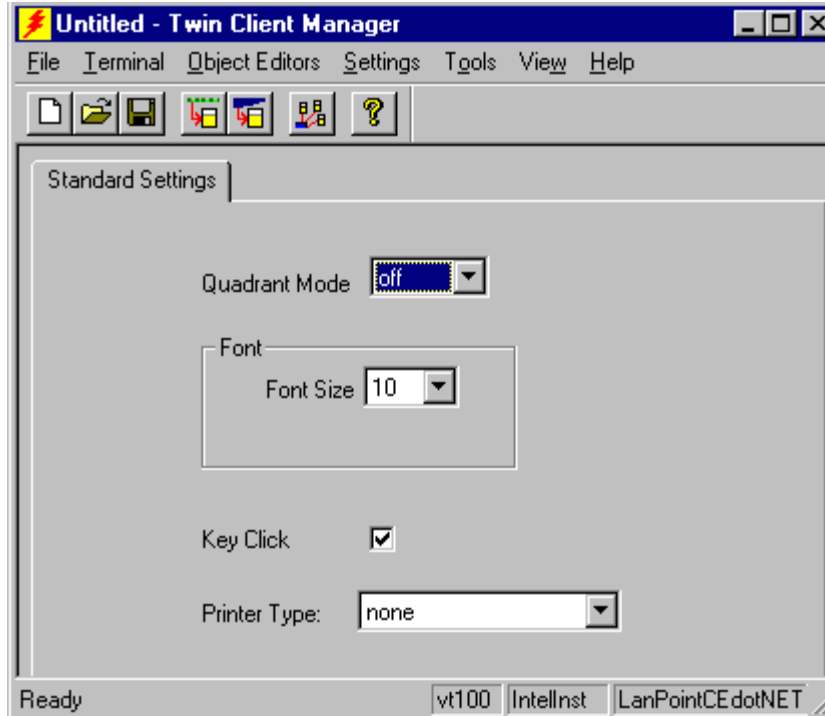 Untitled - Twin Client Manager
File Terminal Object Editors Settings Tools View Help
Standard Settings
Quadrant Mode off
Font
Font Size 10
Key Click
Printer Type: none
Ready vt100 IntelInst LanPointCEdotNET